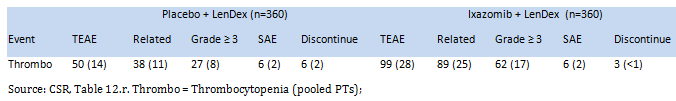 Placebo + LenDex (n=360) Ixazomib + LenDex (n=360)
Event TEAE Related Grade ≥ 3 SAE Discontinue TEAE Related Grade ≥ 3 SAE Discontinue
Thrombo 50 (14) 38 (11) 27 (8) 6 (2) 6 (2) 99 (28) 89 (25) 62 (17) 6 (2) 3 (<1)
Source: CSR, Table 12.r. Thrombo = Thrombocytopenia (pooled PTs);